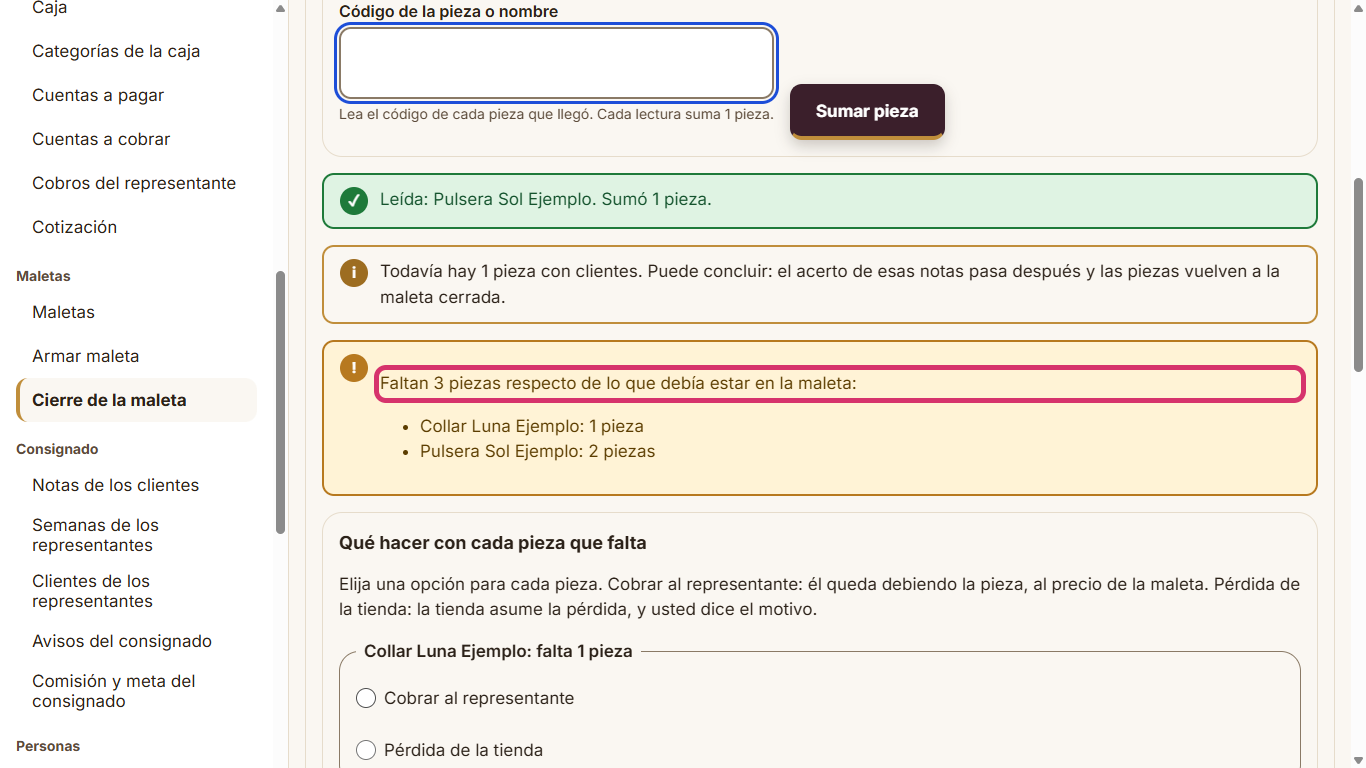 Caja
Categorías de la caja
Cuentas a pagar
Cuentas a cobrar
Cobros del representante
Cotización
Maletas
Maletas
Armar maleta
Cierre de la maleta
Consignado
Notas de los clientes
Semanas de los
representantes
Clientes de los
representantes
Avisos del consignado
Comisión y meta del
consignado
Personas
Código de la pieza o nombre
Lea el código de cada pieza que llegó. Cada lectura suma 1 pieza.
Sumar pieza
Leída: Pulsera Sol Ejemplo. Sumó 1 pieza.
Todavía hay 1 pieza con clientes. Puede concluir: el acerto de esas notas pasa después y las piezas vuelven a la
maleta cerrada.
Faltan 3 piezas respecto de lo que debía estar en la maleta:
• Collar Luna Ejemplo: 1 pieza
• Pulsera Sol Ejemplo: 2 piezas
Qué hacer con cada pieza que falta
Elija una opción para cada pieza. Cobrar al representante: él queda debiendo la pieza, al precio de la maleta. Pérdida de
la tienda: la tienda asume la pérdida, y usted dice el motivo.
Collar Luna Ejemplo: falta 1 pieza
Cobrar al representante
Pérdida de la tienda